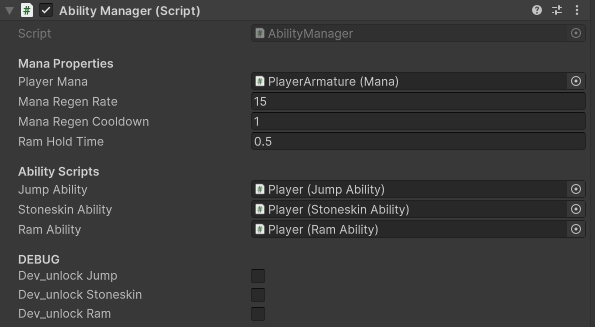 Ability Manager (Script)
Script AbilityManager
Mana Properties
Player Mana PlayerArmature (Mana)
Mana Regen Rate 15
Mana Regen Cooldown 1
Ram Hold Time 0.5
Ability Scripts
Jump Ability Player (Jump Ability)
Stoneskin Ability Player (Stoneskin Ability)
Ram Ability Player (Ram Ability)
DEBUG
Dev_unlock Jump
Dev_unlock Stoneskin
Dev_unlock Ram